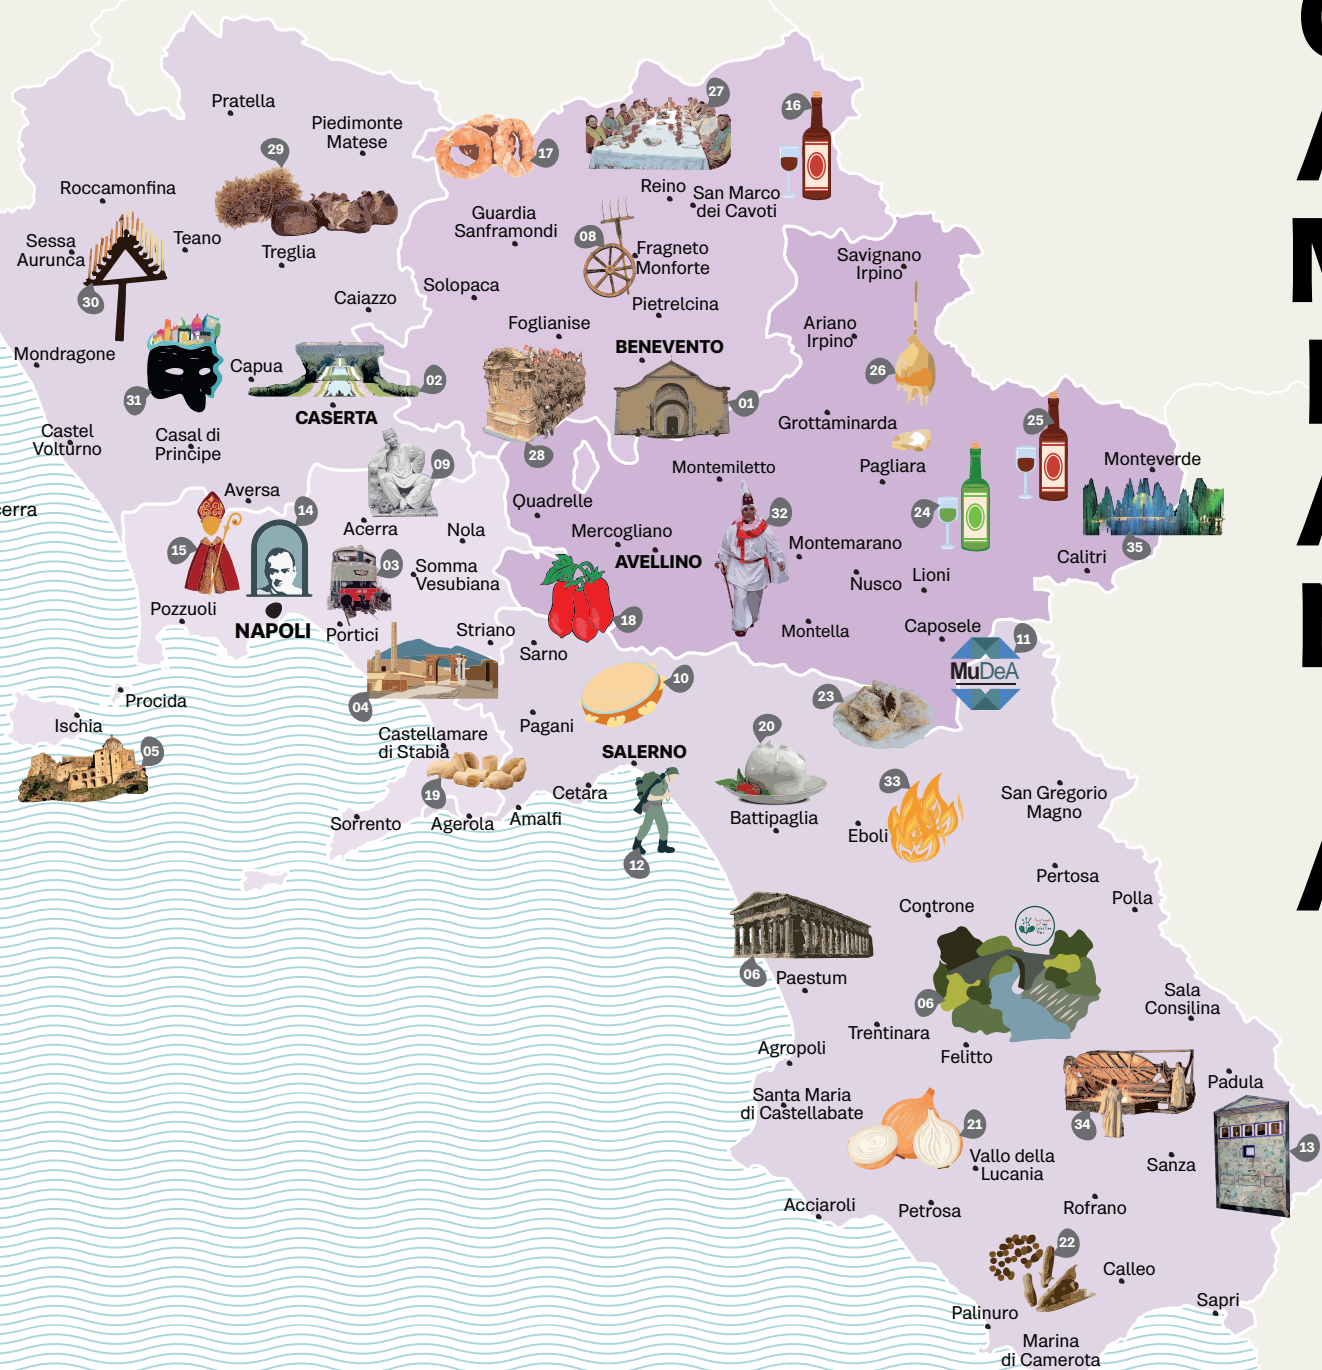 C
A
M
P
A
N
I
A
Pratella
Piedimonte
Matese
29
17
27
16
Roccamonfina
Reino
San Marco
dei Cavoti
Guardia
Sanframondi
Sessa
Aurunca
Teano
Treglia
08
Fragneto
Monforte
Savignano
Irpino
30
Caiazzo
Solopaca
Pietrelcina
Foglianise
Ariano
Irpino
BENEVENTO
Mondragone
Capua
02
26
31
01
CASERTA
Grottaminarda
25
Castel
Volturno
Casal di
Principe
28
09
Montemiletto
Pagliara
Monteverde
Aversa
Quadrelle
erra
14
32
24
Acerra
Nola
Mercogliano
Montemarano
35
15
03
AVELLINO
Calitri
Somma
Vesubiana
Nusco
Lioni
Pozzuoli
18
NAPOLI
Portici
Striano
Montella
Caposele
11
Sarno
MuDeA
10
Procida
04
23
Ischia
Pagani
20
Castellamare
di Stabia
SALERNO
05
33
19
Cetara
San Gregorio
Magno
Sorrento
Agerola
Amalfi
Battipaglia
Eboli
12
Pertosa
Controne
Polla
06
Paestum
06
Sala
Consilina
Trentinara
Agropoli
Felitto
Padula
Santa Maria
di Castellabate
21
34
13
Vallo della
Lucania
Sanza
Acciaroli
Petrosa
Rofrano
22
Calleo
Palinuro
Sapri
Marina
di Camerota